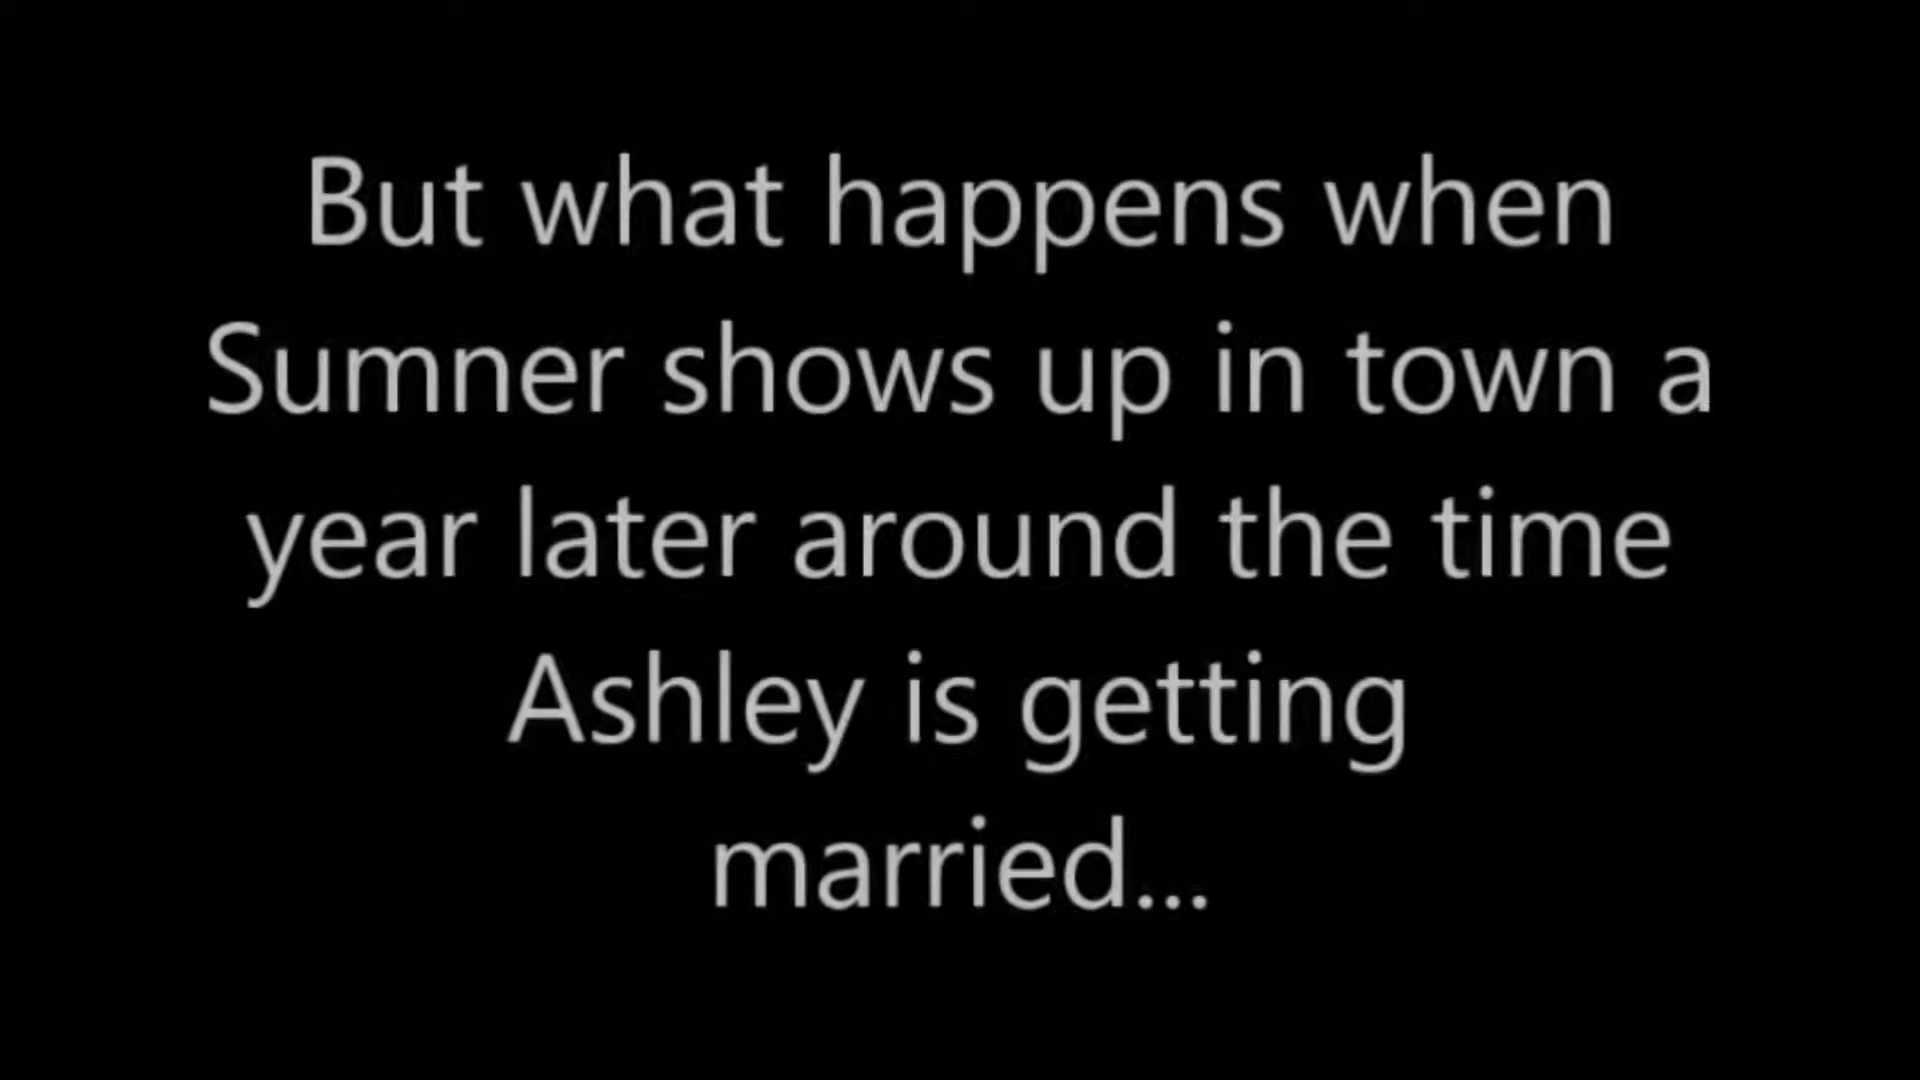 But what happens when
Sumner shows up in town a
year later around the time
Ashley is getting
married...